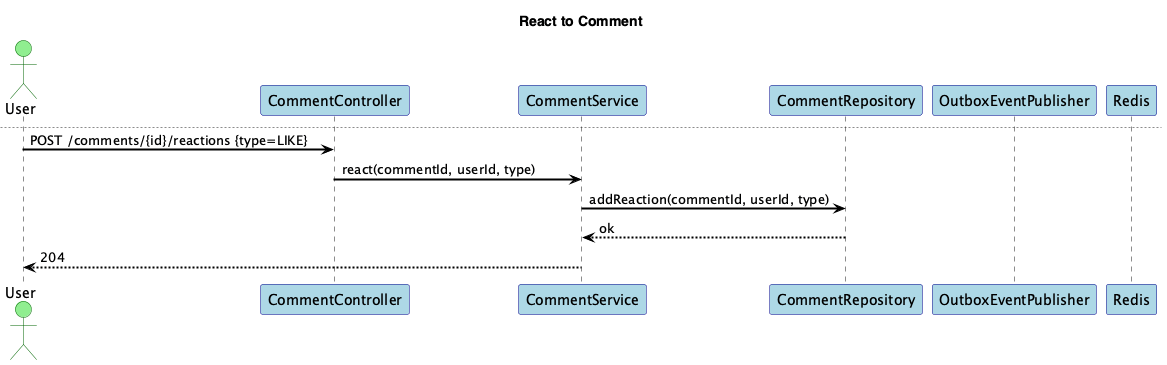 React to Comment
User
CommentController
CommentService
CommentRepository
OutboxEventPublisher
Redis
POST /comments/{id}/reactions {type=LIKE}
react(commentId, userId, type)
addReaction(commentId, userId, type)
ok
204
User
CommentController
CommentService
CommentRepository
OutboxEventPublisher
Redis